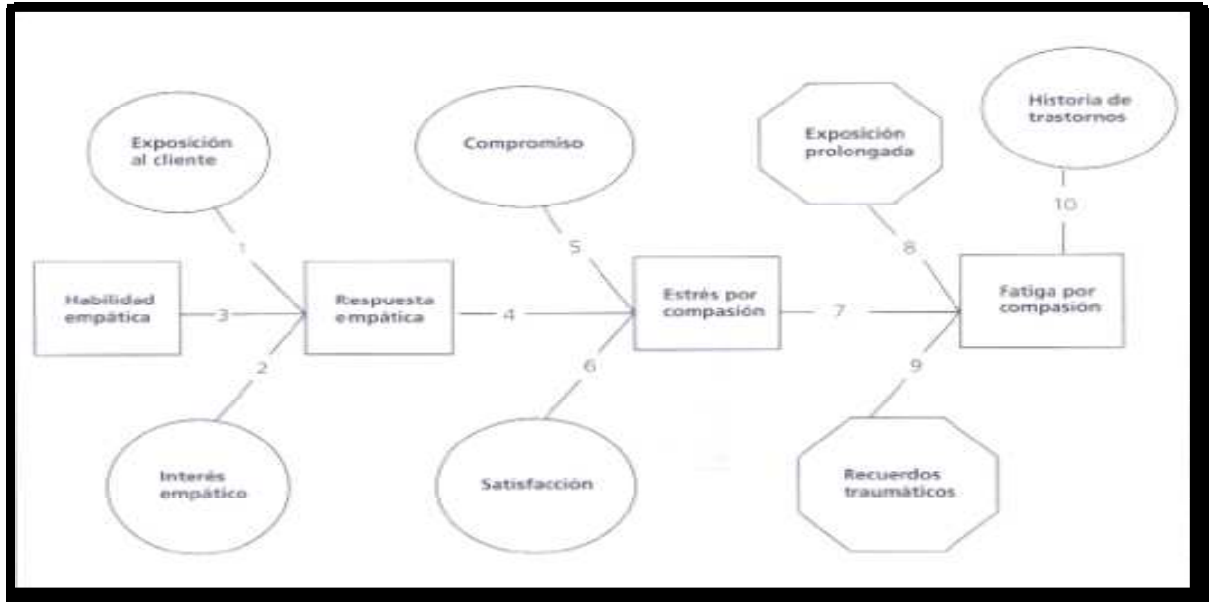 Historia de
trastornos
Exposición
al cliente
Compromiso
Exposición
prolongada
10
1
5
8
Habilidad
empática
3
Respuesta
empática
4
Estrés por
compasión
7
Fatiga por
compasión
2
6
9
Interés
empático
Satisfacción
Recuerdos
traumáticos